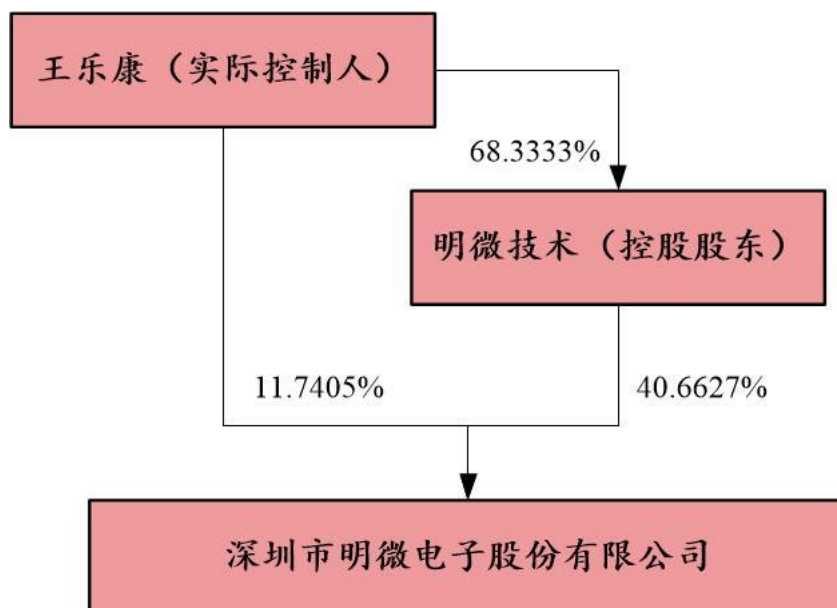 王乐康（实际控制人）
68.3333%
明微技术（控股股东）
11.7405%
40.6627%
深圳市明微电子股份有限公司